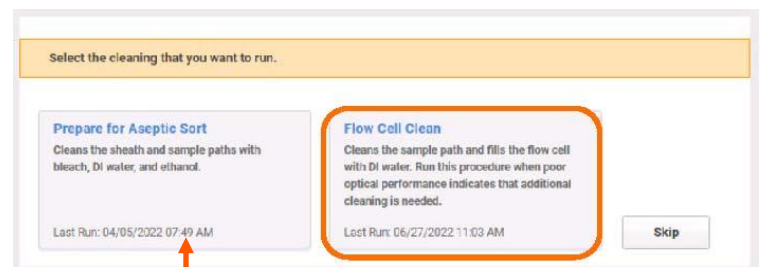 Select the cleaning that you want to run.
Prepare for Aseptic Sort
Cleans the sheath and sample paths with
bleach, DI water, and ethanol.
Last Run: 04/05/2022 07:49 AM
Flow Cell Clean
Cleans the sample path and fills the flow cell
with DI water. Run this procedure when poor
optical performance indicates that additional
cleaning is needed.
Last Run: 06/27/2022 11:03 AM
Skip